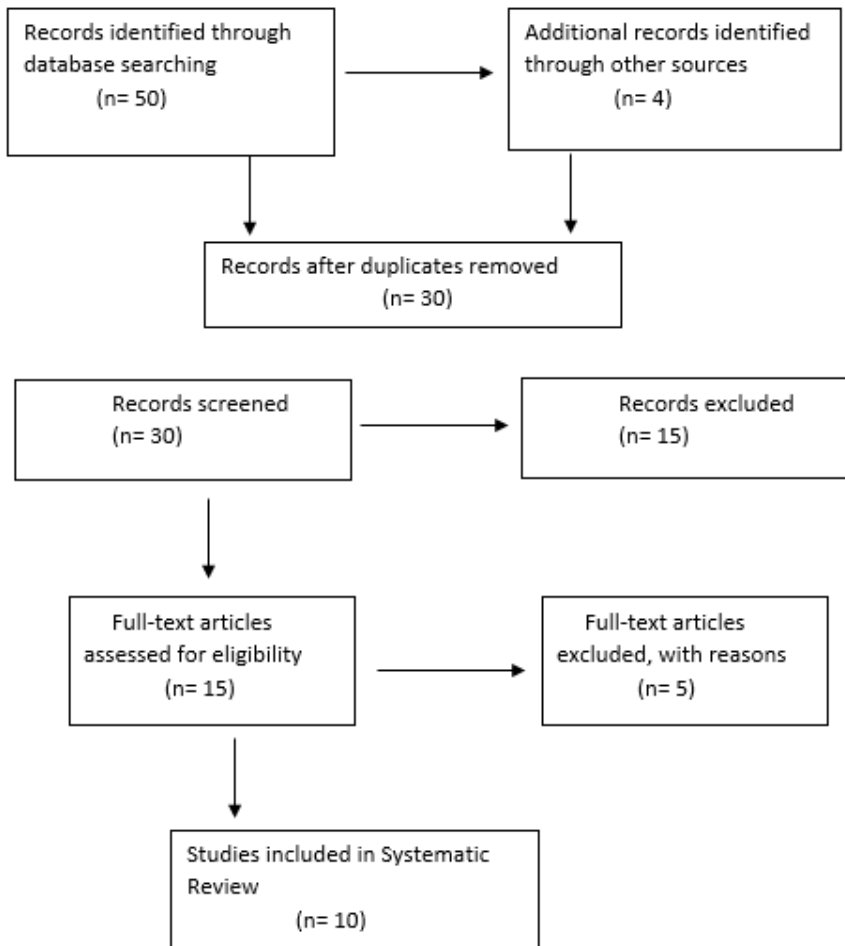 Records identified through
database searching
(n= 50)
Additional records identified
through other sources
(n= 4)
Records after duplicates removed
(n= 30)
Records screened
(n= 30)
Records excluded
(n= 15)
Full-text articles
assessed for eligibility
(n= 15)
Full-text articles
excluded, with reasons
(n= 5)
Studies included in Systematic
Review
(n= 10)